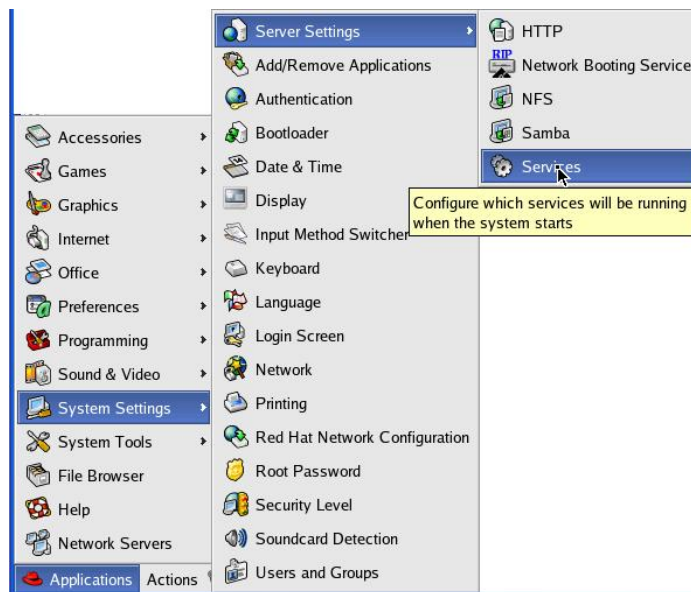 Accessories
Games
Graphics
Internet
Office
Preferences
Programming
Sound & Video
System Settings
System Tools
File Browser
Help
Network Servers
Applications Actions
Server Settings
Add/Remove Applications
Authentication
Bootloader
Date & Time
Display
Input Method Switcher
Keyboard
Language
Login Screen
Network
Printing
Red Hat Network Configuration
Root Password
Security Level
Soundcard Detection
Users and Groups
HTTP
RIP
Network Booting Service
NFS
Samba
Services
Configure which services will be running
when the system starts